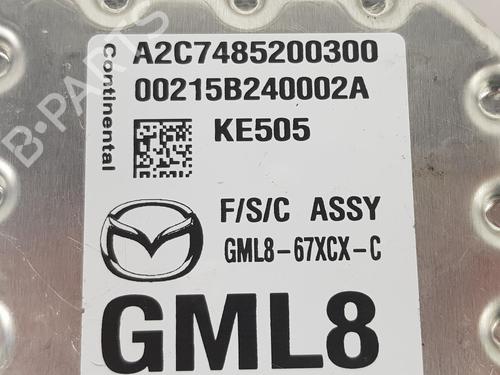 Continental
A2C7485200300
00215B240002A
KE505
F/S/C ASSY
GML8-67XCX-C
GML8
B-PARTS